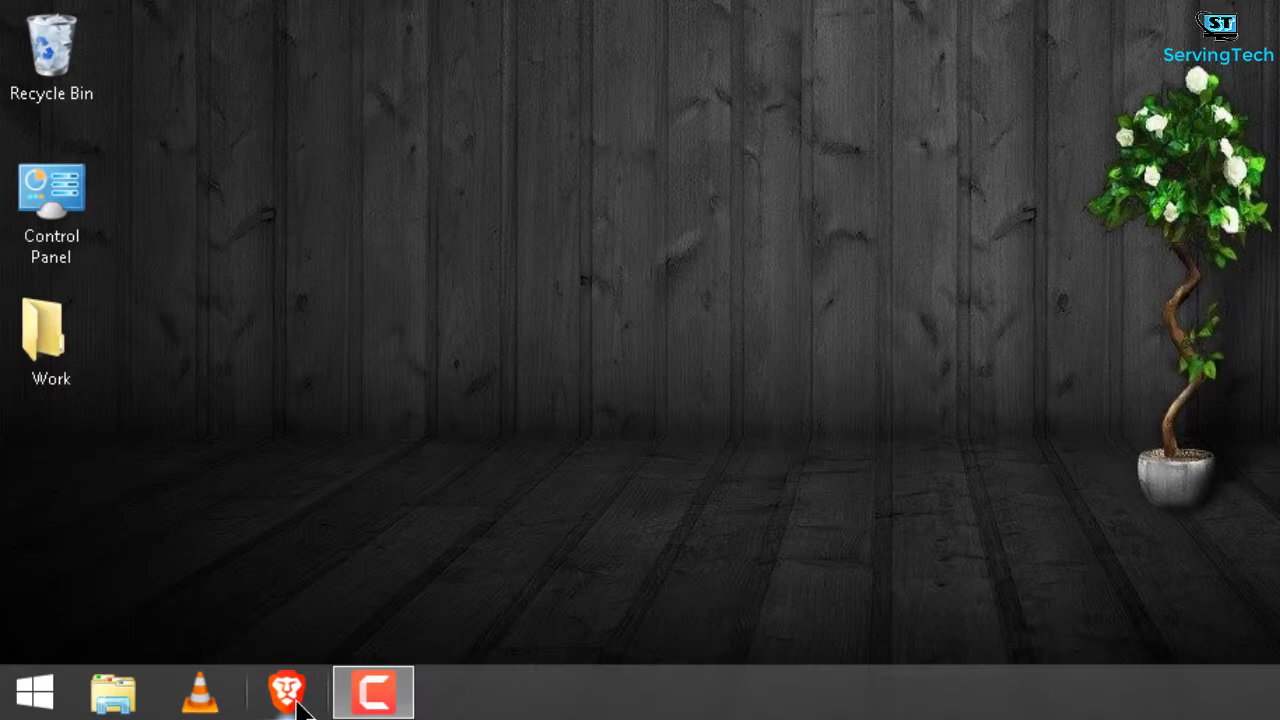 ST
ServingTech
Recycle Bin
Control
Panel
Work